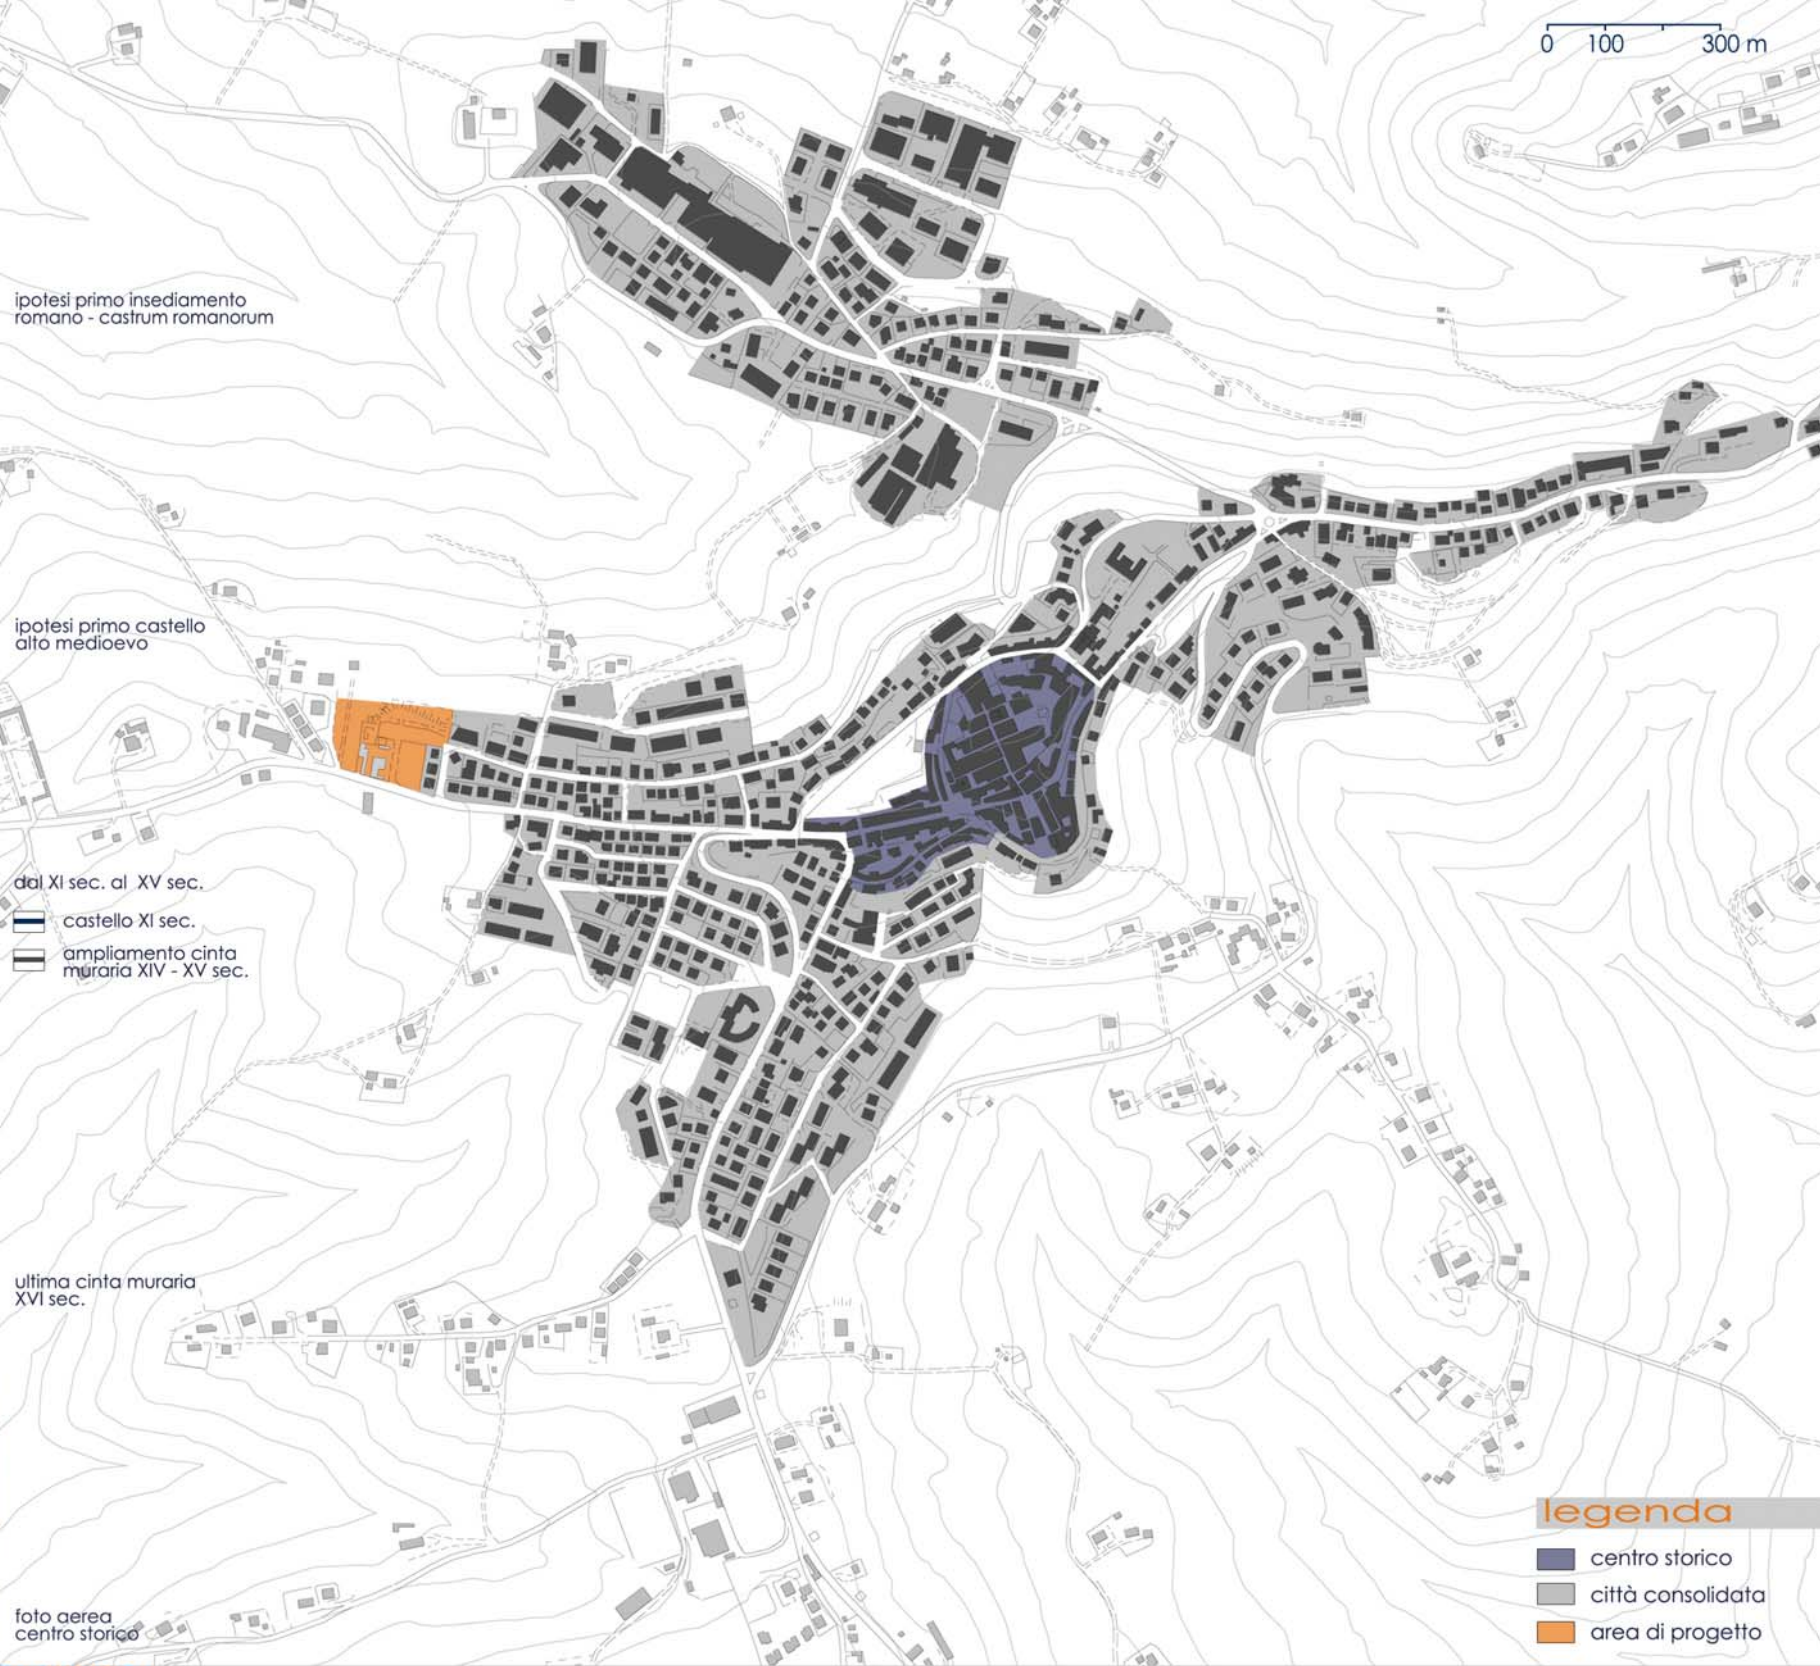 0 100 300 m
ipotesi primo insediamento
romano - castrum romanorum
ipotesi primo castello
alto medioevo
dal XI sec. al XV sec.
castello XI sec.
ampliamento cinta
muraria XIV - XV sec.
ultima cinta muraria
XVI sec.
legenda
centro storico
città consolidata
area di progetto
foto aerea
centro storico